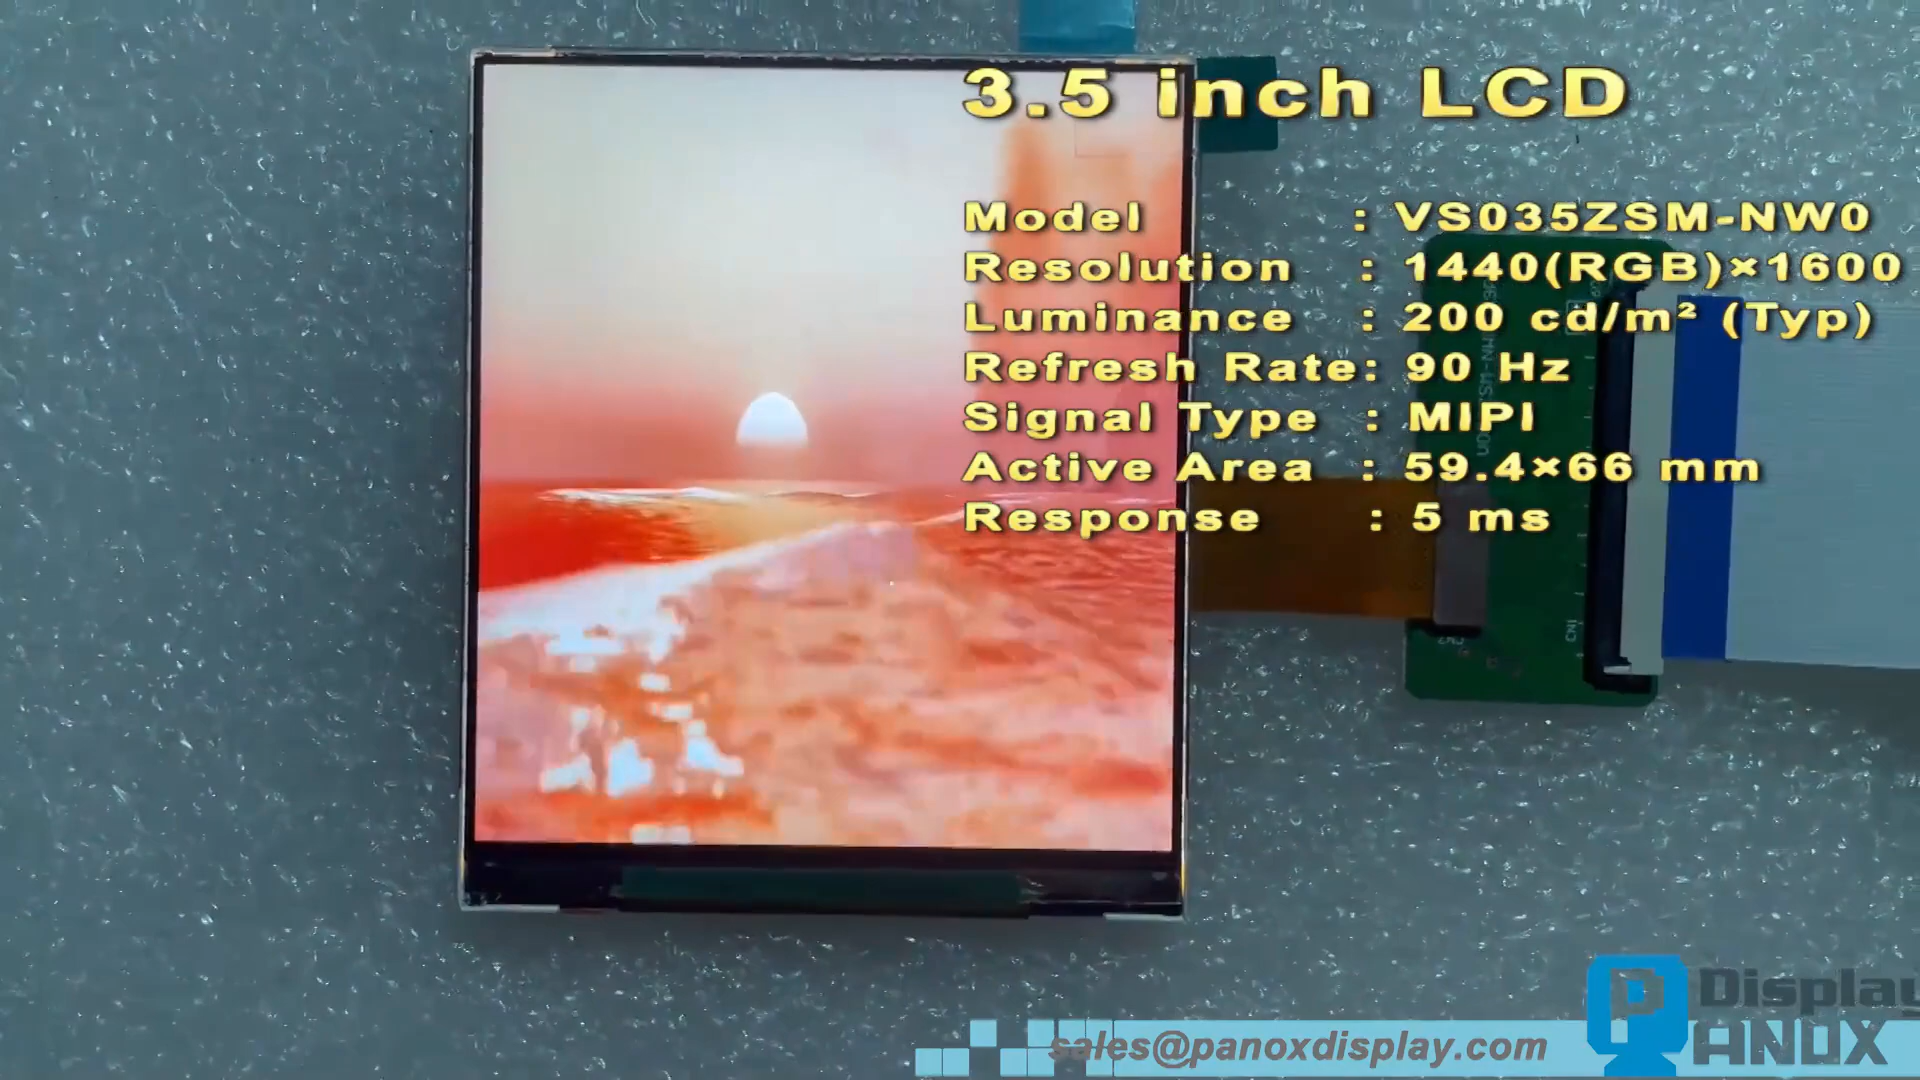 3.5 inch LCD
Model : VS035ZSM-NW0
Resolution : 1440(RGB)×1600
Luminance : 200 cd/m² (Typ)
Refresh Rate: 90 Hz
Signal Type : MIPI
Active Area : 59.4×66 mm
Response : 5 ms
Display
PANOX
sales@panoxdisplay.com